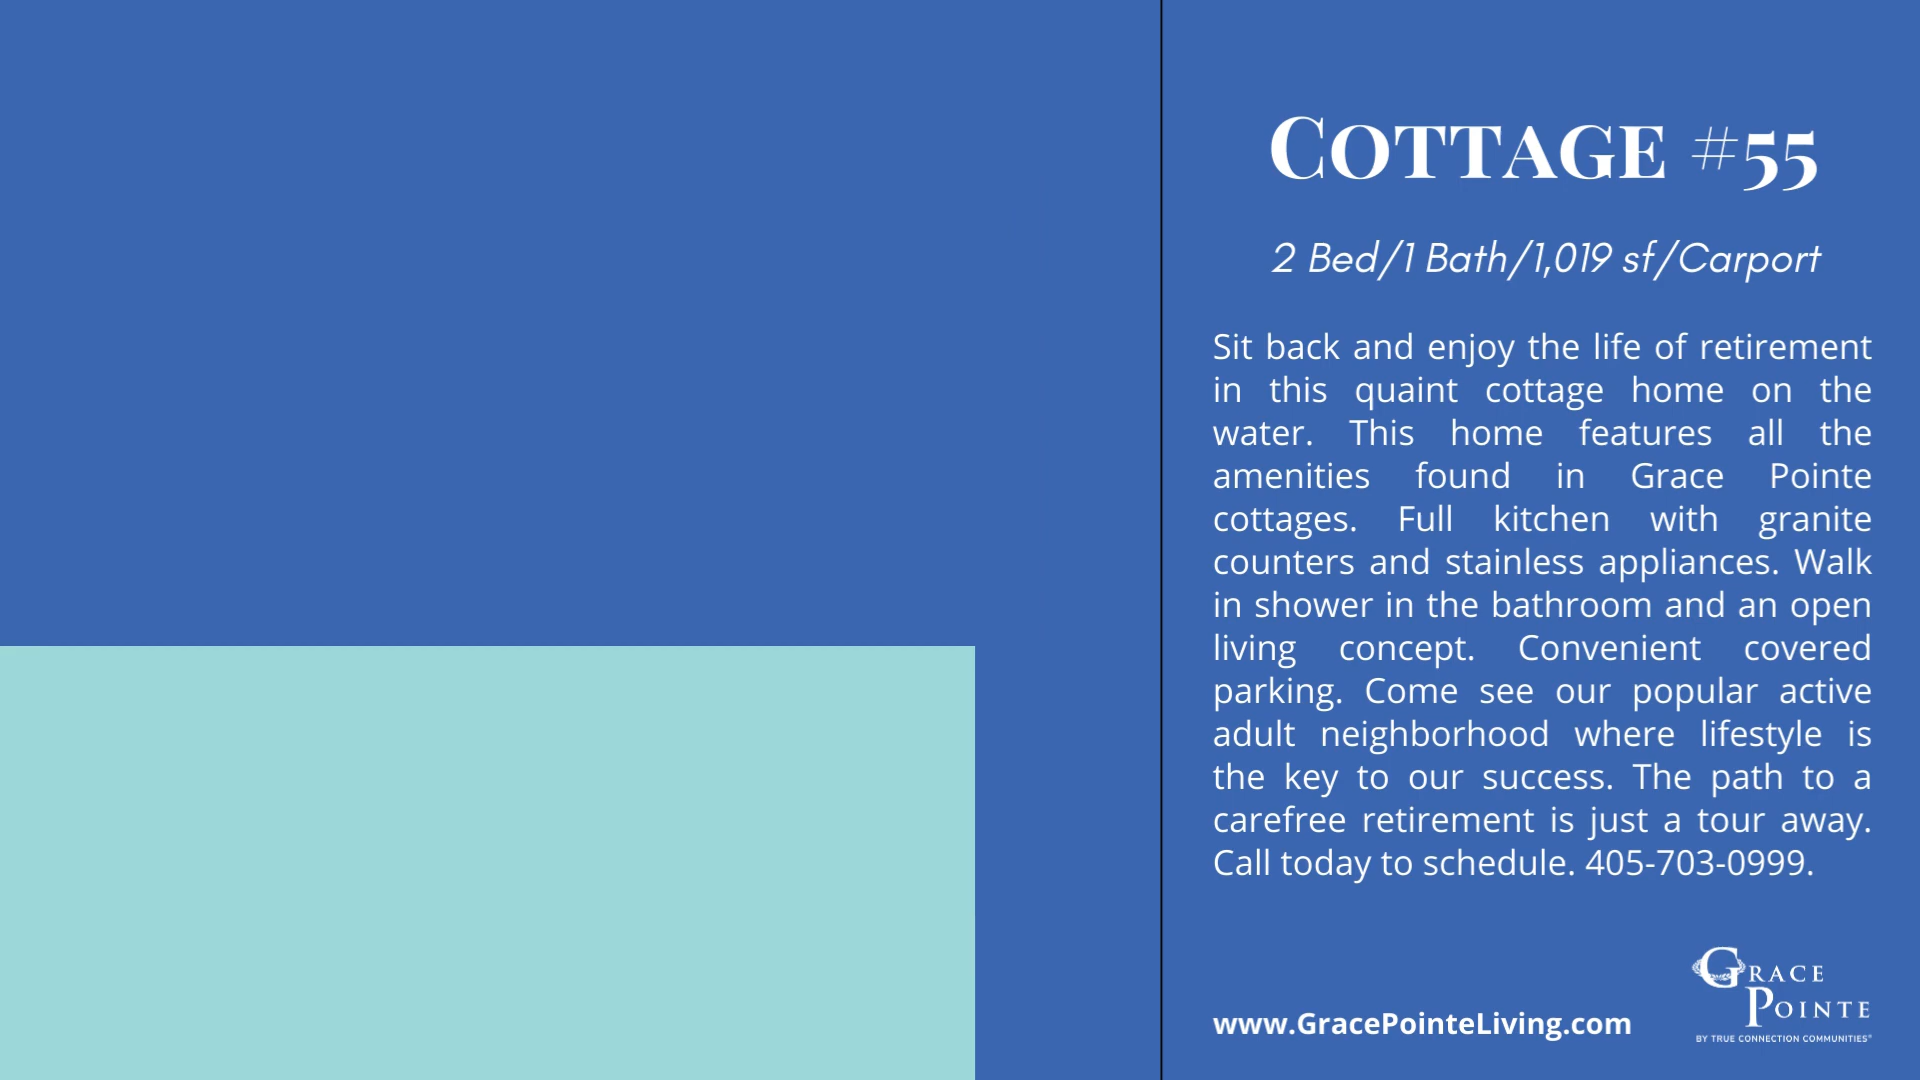 COTTAGE #55
2 Bed/1 Bath/1,019 sf/Carport
Sit back and enjoy the life of retirement
in this quaint cottage home on the
water. This home features all the
amenities found in Grace Pointe
cottages. Full kitchen with granite
counters and stainless appliances. Walk
in shower in the bathroom and an open
living concept. Convenient covered
parking. Come see our popular active
adult neighborhood where lifestyle is
the key to our success. The path to a
carefree retirement is just a tour away.
Call today to schedule. 405-703-0999.
www.GracePointeLiving.com
GRACE
POINTE
BY TRUE CONNECTION COMMUNITIES®